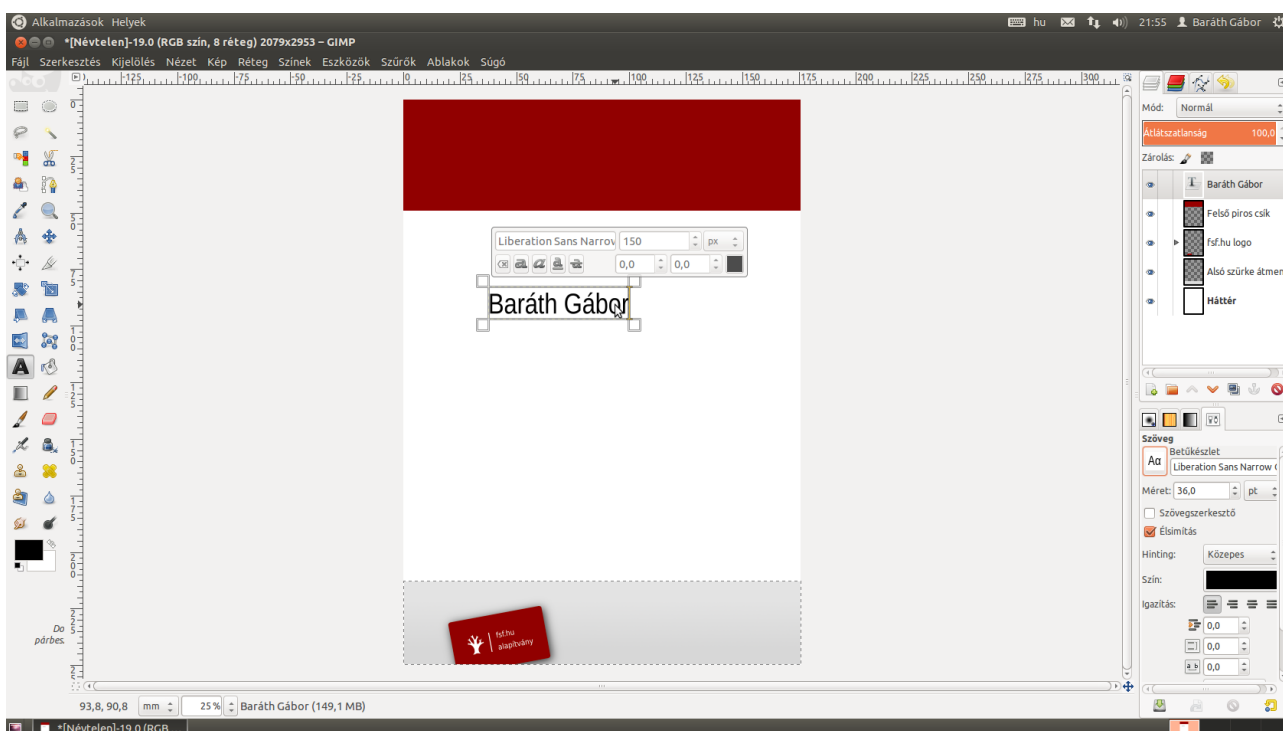 Alkalmazások Helyek
hu
21:55 Baráth Gábor
*[Névtelen]-19.0 (RGB szín, 8 réteg) 2079x2953 – GIMP
Fájl Szerkesztés Kijelölés Nézet Kép Réteg Színek Eszközök Szűrők Ablakok Súgó
Mód: Normál
Átlátszatlanság 100,0
Zárolás:
Baráth Gábor
Felső piros csík
fsf.hu logo
Alsó szürke átmen
Háttér
Liberation Sans Narrov 150 px
0,0 0,0
Baráth Gábor
Szöveg
Betűkészlet
Aα Liberation Sans Narrow
Méret: 36,0 pt
Szövegszerkesztő
Élsimítás
Hinting: Közepes
Szín:
Igazítás:
0,0
0,0
0,0
Do
párbes.
fsf.hu
alapítvány
93,8, 90,8 mm 25 % Baráth Gábor (149,1 MB)
*[Névtelen]-19.0 (RGB